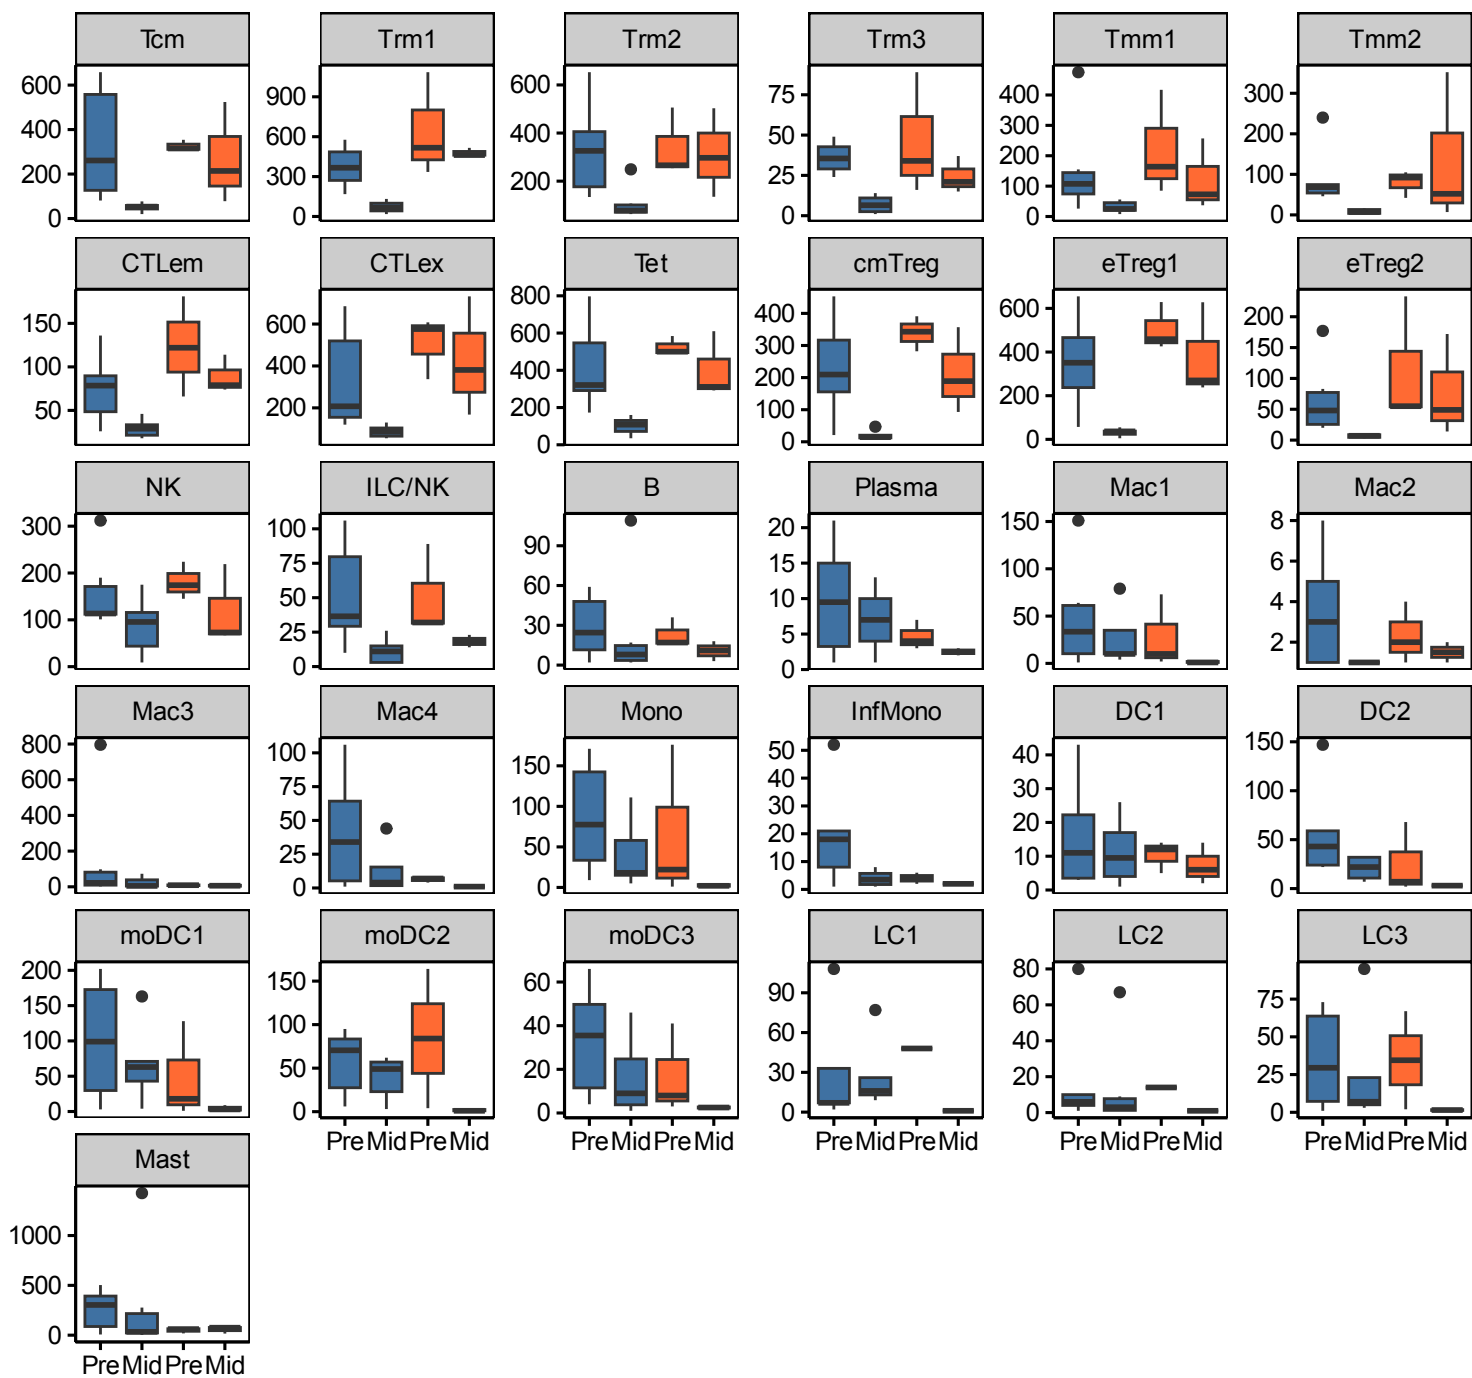 Tcm Trm1 Trm2 Trm3 Tmm1 Tmm2
600 400 200 0
900 600 300 0
600 400 200
75 50 25 0
400 300 200 100 0
300 200 100 0
CTLem CTLex Tet cmTreg eTreg1 eTreg2
150 100 50
600 400 200
800 600 400 200 0
400 300 200 100 0
600 400 200 0
200 150 100 50 0
NK ILC/NK B Plasma Mac1 Mac2
300 200 100 0
100 75 50 25 0
90 60 30 0
20 15 10 5 0
150 100 50 0
8 6 4 2
Mac3 Mac4 Mono InfMono DC1 DC2
800 600 400 200 0
100 75 50 25 0
150 100 50 0
50 40 30 20 10 0
40 30 20 10 0
150 100 50 0
moDC1 moDC2 moDC3 LC1 LC2 LC3
200 150 100 50 0
150 100 50 0
60 40 20 0
90 60 30 0
80 60 40 20 0
75 50 25 0
Pre Mid Pre Mid Pre Mid Pre Mid Pre Mid Pre Mid Pre Mid Pre Mid Pre Mid Pre Mid
Mast
1000 500 0
Pre Mid Pre Mid